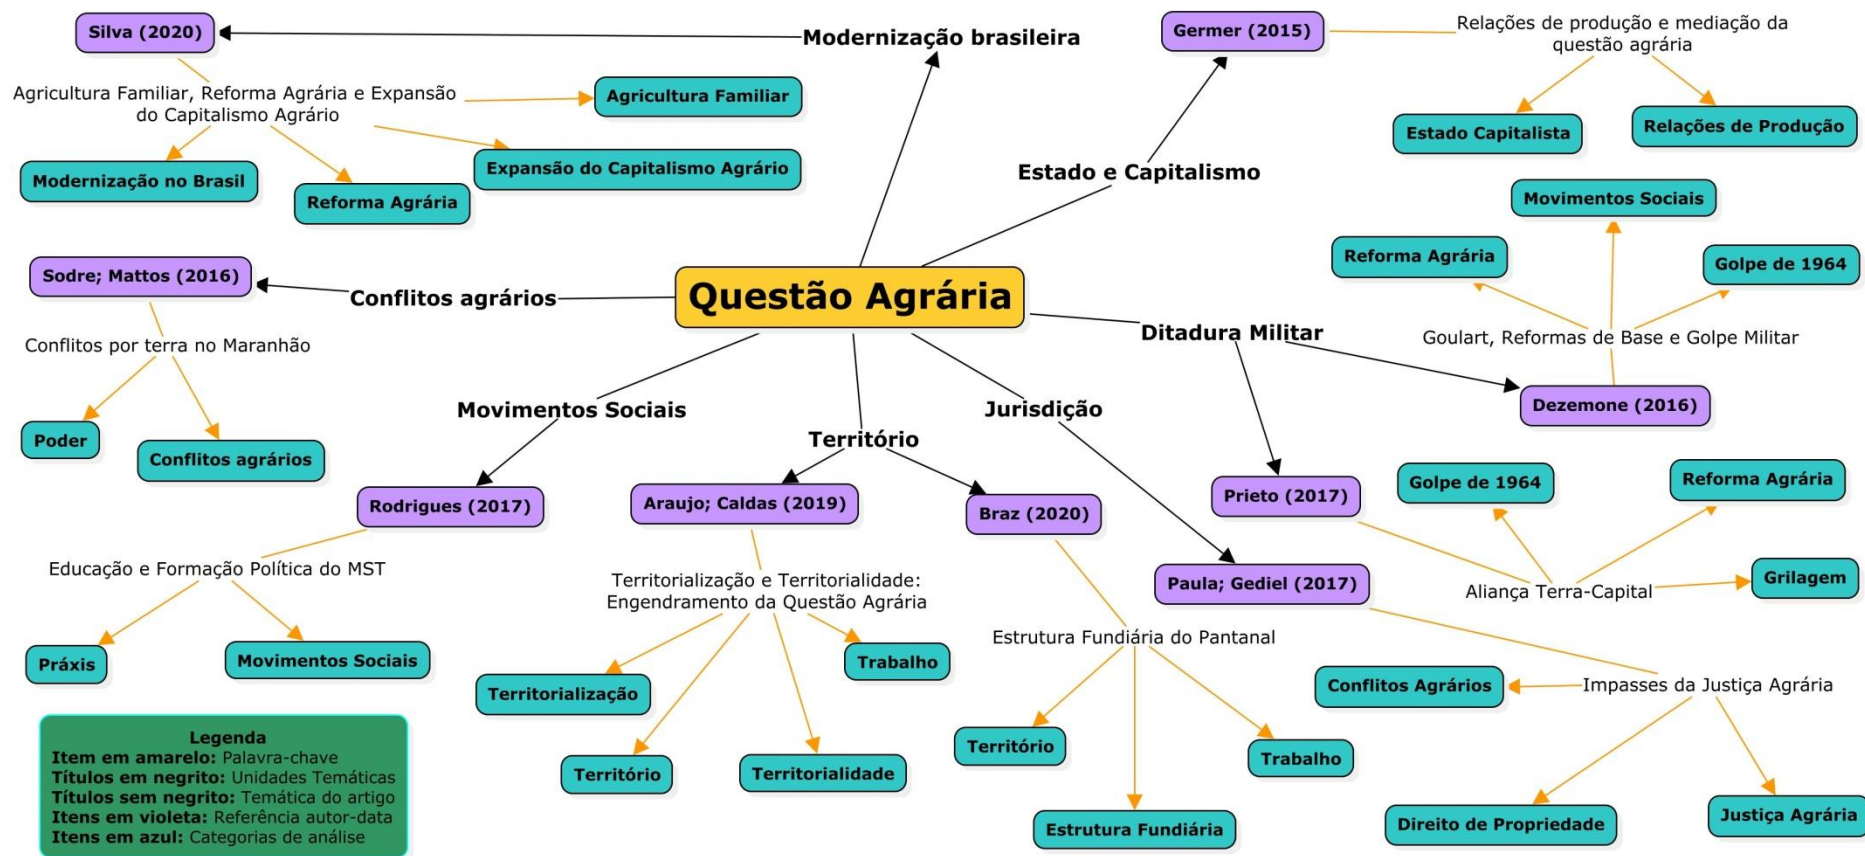 Silva (2020)
Modernização brasileira
Germer (2015)
Relações de produção e mediação da
questão agrária
Agricultura Familiar, Reforma Agrária e Expansão
do Capitalismo Agrário
Agricultura Familiar
Estado Capitalista
Relações de Produção
Modernização no Brasil
Reforma Agrária
Expansão do Capitalismo Agrário
Estado e Capitalismo
Movimentos Sociais
Reforma Agrária
Golpe de 1964
Sodre; Mattos (2016)
Conflitos agrários
Questão Agrária
Ditadura Militar
Goulart, Reformas de Base e Golpe Militar
Dezemone (2016)
Conflitos por terra no Maranhão
Poder
Conflitos agrários
Movimentos Sociais
Território
Jurisdição
Rodrigues (2017)
Araujo; Caldas (2019)
Braz (2020)
Prieto (2017)
Golpe de 1964
Reforma Agrária
Educação e Formação Política do MST
Territorialização e Territorialidade:
Engendramento da Questão Agrária
Paula; Gediel (2017)
Aliança Terra-Capital
Grilagem
Práxis
Movimentos Sociais
Territorialização
Trabalho
Estrutura Fundiária do Pantanal
Conflitos Agrários
Impasses da Justiça Agrária
Território
Territorialidade
Território
Trabalho
Estrutura Fundiária
Direito de Propriedade
Justiça Agrária
Legenda
Item em amarelo: Palavra-chave
Títulos em negrito: Unidades Temáticas
Títulos sem negrito: Temática do artigo
Itens em violeta: Referência autor-data
Itens em azul: Categorias de análise